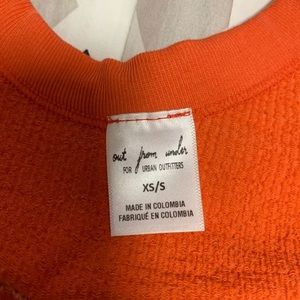 out from under
FOR URBAN OUTFITTERS
XS/S
MADE IN COLOMBIA
FABRIQUÉ EN COLOMBIA